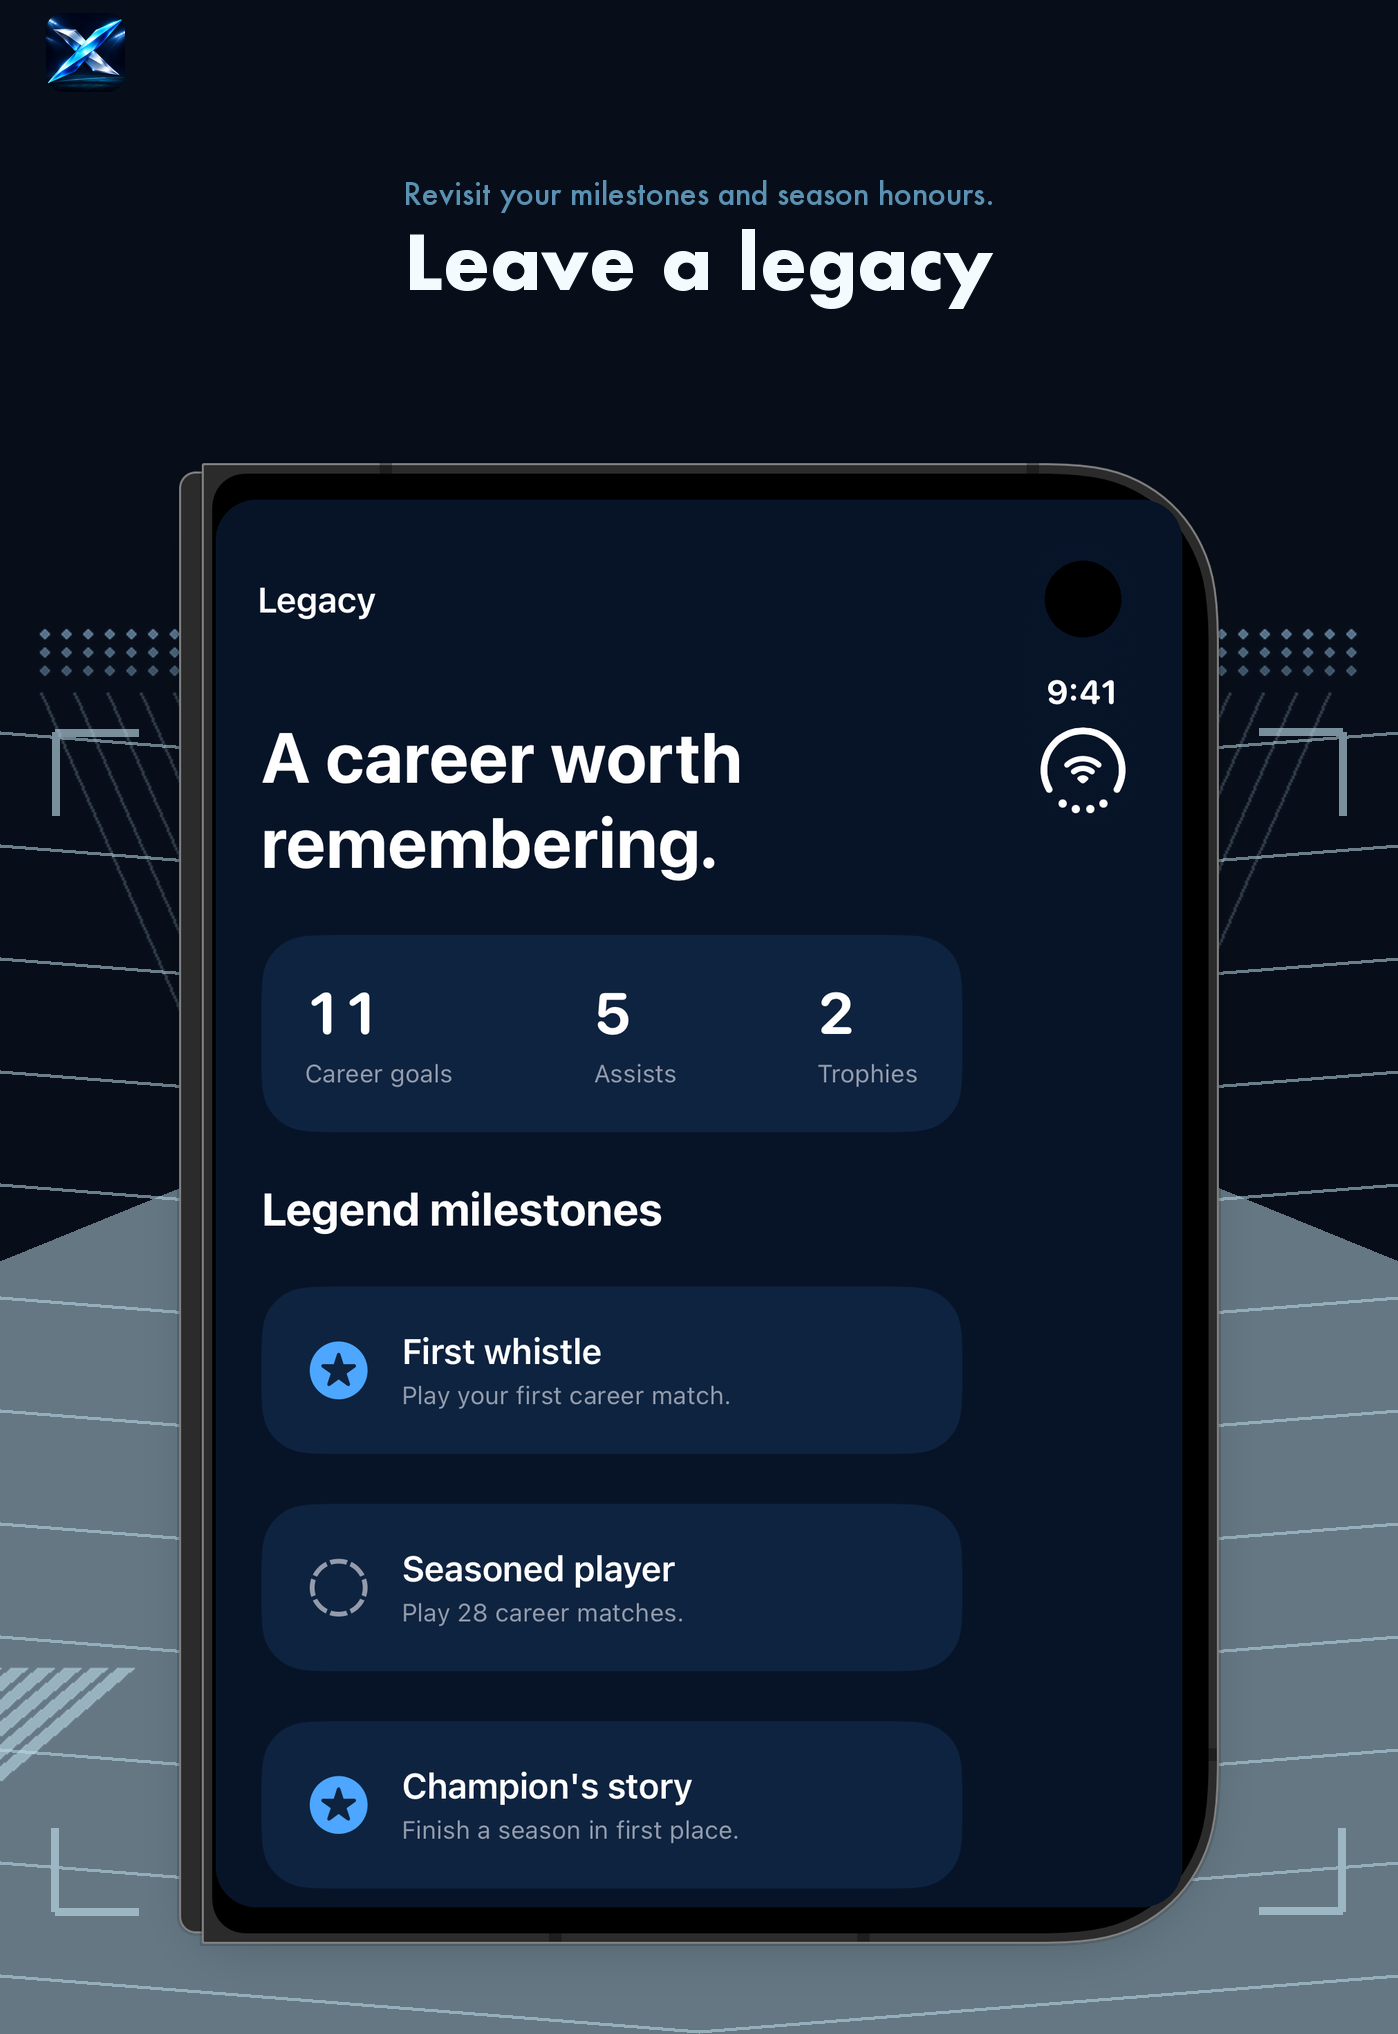 Revisit your milestones and season honours.
Leave a legacy
Legacy
9:41
A career worth
remembering.
11
5
2
Career goals
Assists
Trophies
Legend milestones
First whistle
Play your first career match.
Seasoned player
Play 28 career matches.
Champion's story
Finish a season in first place.